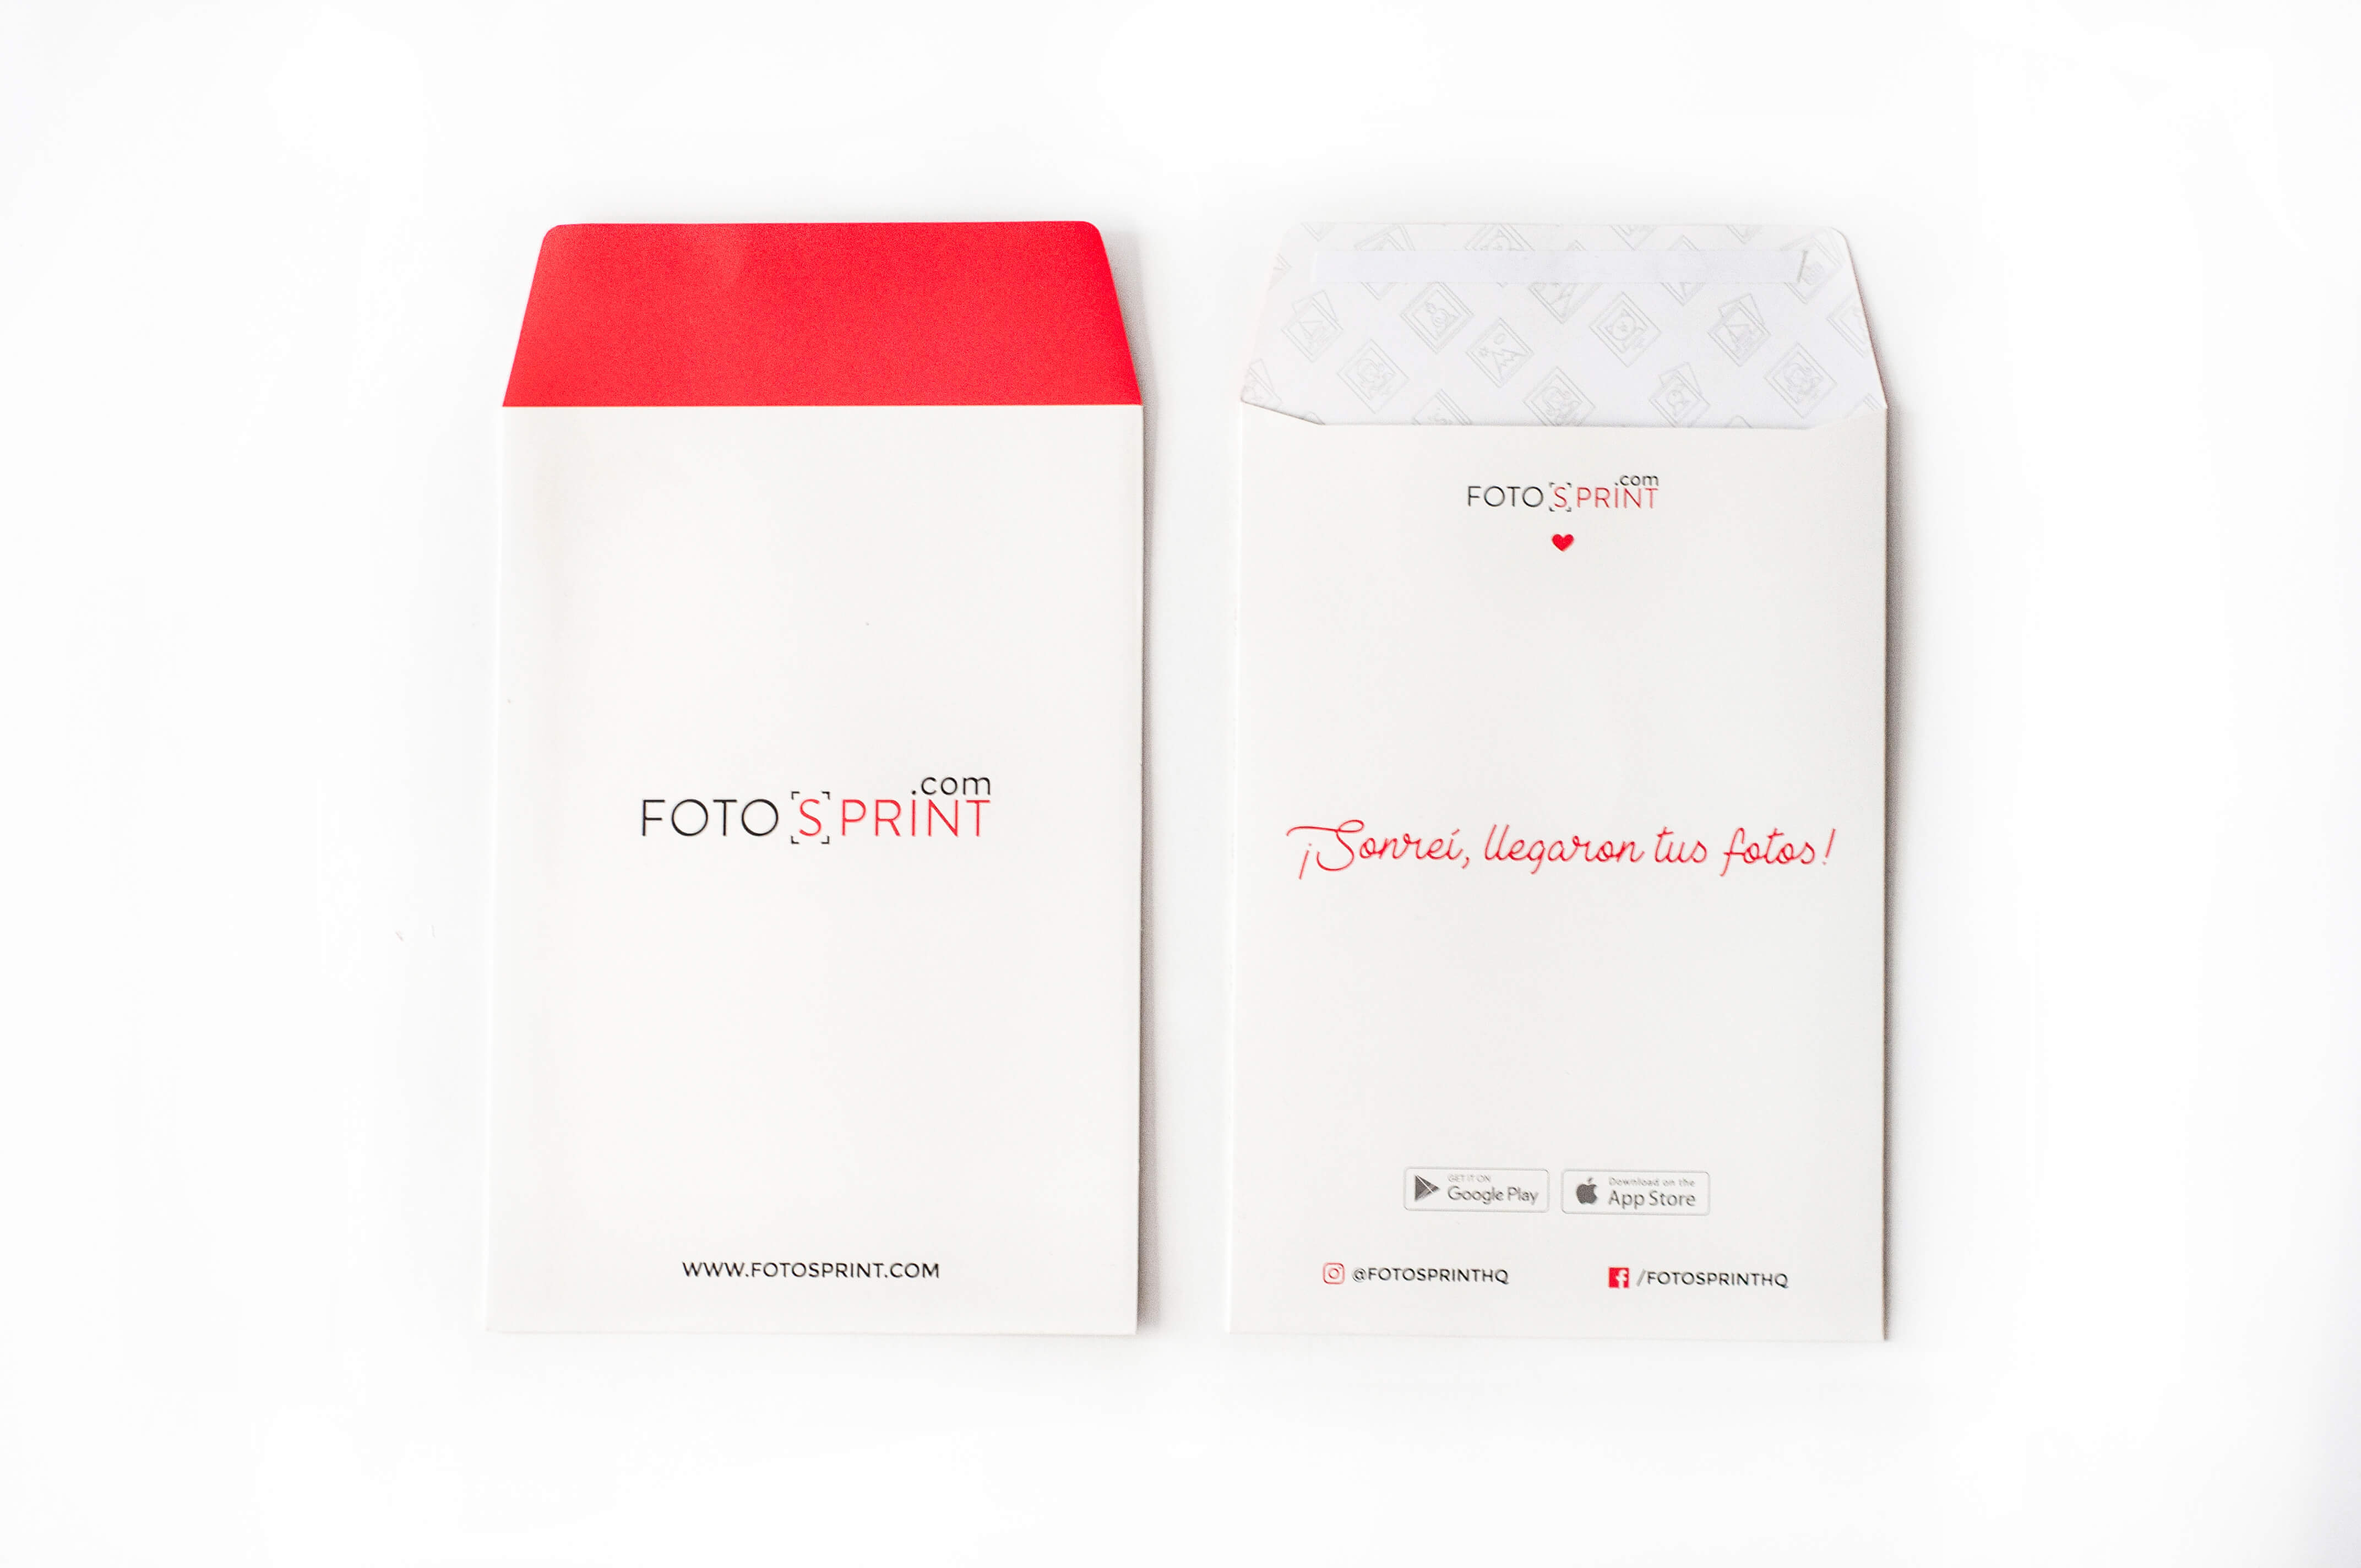 FOTO[S]PRINT.com
WWW.FOTOSPRINT.COM
FOTO[S]PRINT.com
¡Sonreí, llegaron tus fotos!
GET IT ON
Google Play
Download on the
App Store
@FOTOSPRINTHQ
/FOTOSPRINTHQ